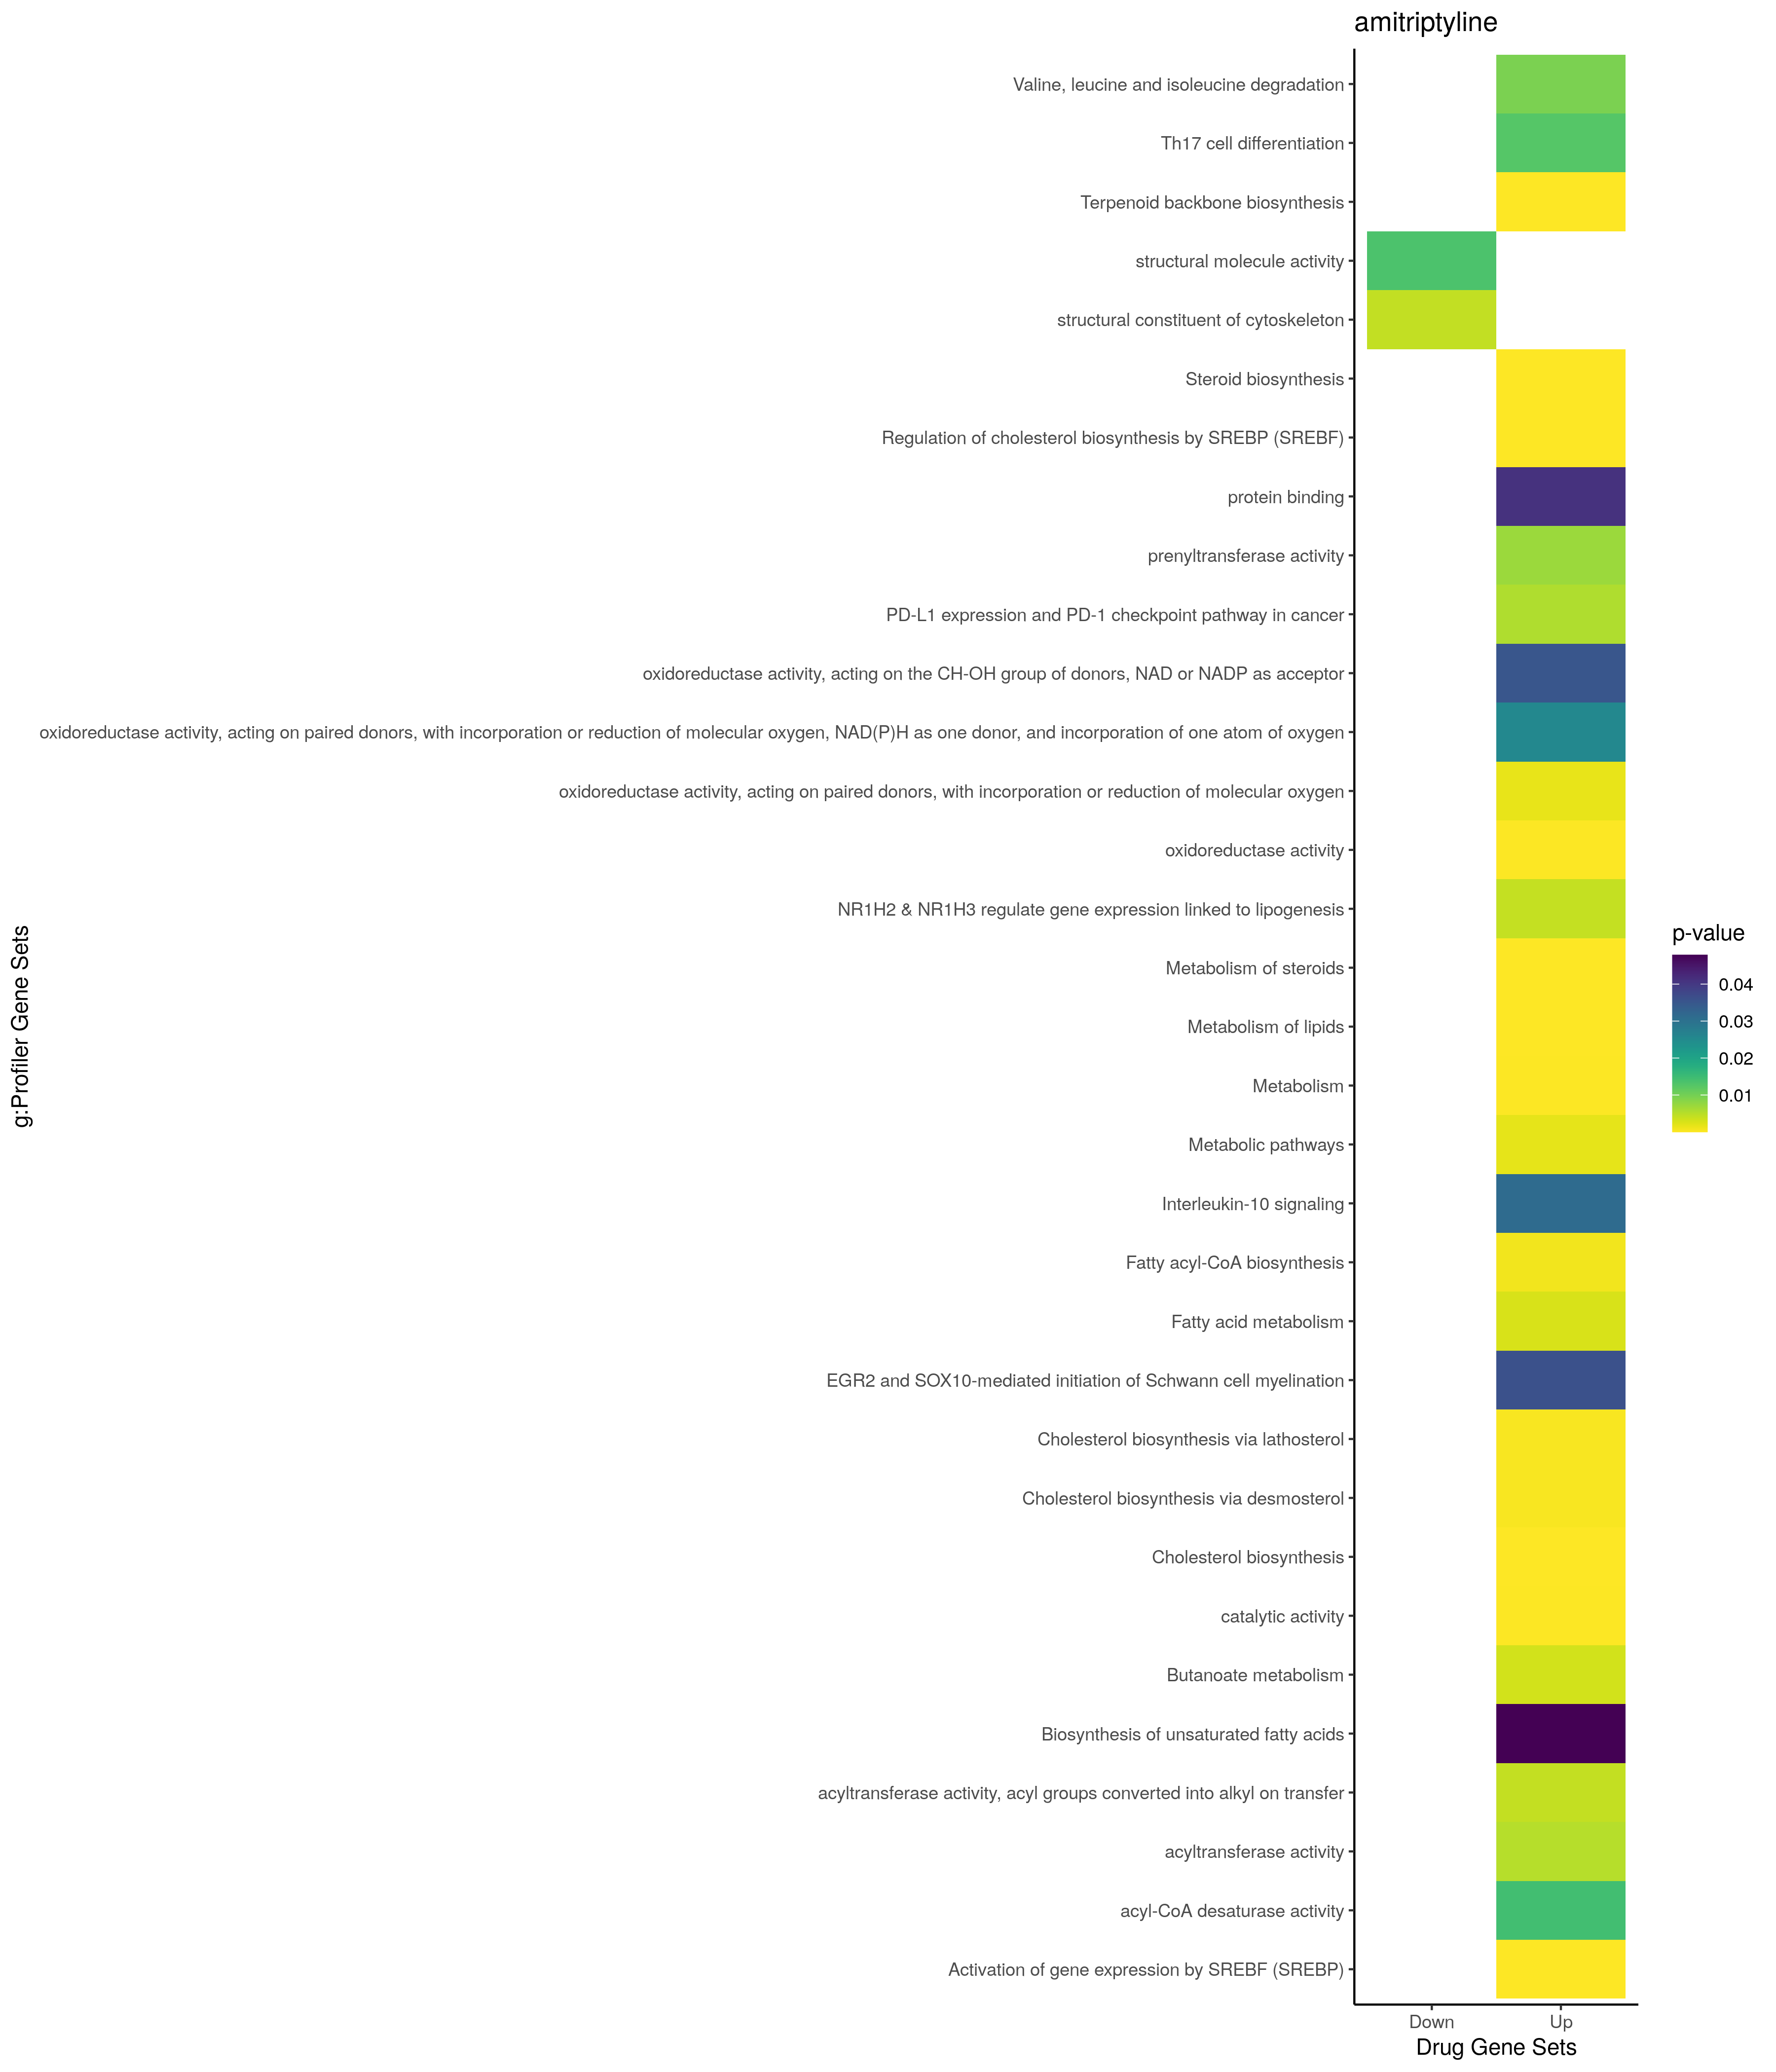 amitriptyline
Valine, leucine and isoleucine degradation
Th17 cell differentiation
Terpenoid backbone biosynthesis
structural molecule activity
structural constituent of cytoskeleton
Steroid biosynthesis
Regulation of cholesterol biosynthesis by SREBP (SREBF)
protein binding
prenyltransferase activity
PD-L1 expression and PD-1 checkpoint pathway in cancer
oxidoreductase activity, acting on the CH-OH group of donors, NAD or NADP as acceptor
oxidoreductase activity, acting on paired donors, with incorporation or reduction of molecular oxygen, NAD(P)H as one donor, and incorporation of one atom of oxygen
oxidoreductase activity, acting on paired donors, with incorporation or reduction of molecular oxygen
oxidoreductase activity
NR1H2 & NR1H3 regulate gene expression linked to lipogenesis
Metabolism of steroids
Metabolism of lipids
Metabolism
Metabolic pathways
Interleukin-10 signaling
Fatty acyl-CoA biosynthesis
Fatty acid metabolism
EGR2 and SOX10-mediated initiation of Schwann cell myelination
Cholesterol biosynthesis via lathosterol
Cholesterol biosynthesis via desmosterol
Cholesterol biosynthesis
catalytic activity
Butanoate metabolism
Biosynthesis of unsaturated fatty acids
acyltransferase activity, acyl groups converted into alkyl on transfer
acyltransferase activity
acyl-CoA desaturase activity
Activation of gene expression by SREBF (SREBP)
g:Profiler Gene Sets
Down Up
Drug Gene Sets
p-value
0.04
0.03
0.02
0.01